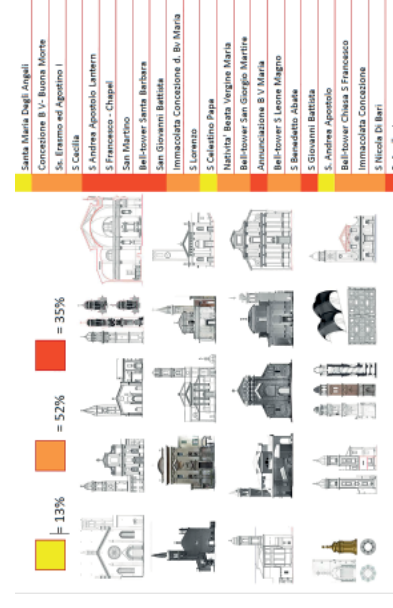 Santa Maria Degli Angeli
Concezione B V- Buona Morte
Ss. Erasmo ed Agostino I
S Cecilia
S Andrea Apostolo Lantern
S Francesco - Chapel
San Martino
Bell-tower Santa Barbara
San Giovanni Battista
Immacolata Concezione d. Bv Maria
S Lorenzo
S Celestino Papa
Nativita' Beata Vergine Maria
Bell-tower San Giorgio Martire
Annunciazione B V Maria
Bell-tower S Leone Magno
S Benedetto Abate
S Giovanni Battista
S. Andrea Apostolo
Bell-tower Chiesa S Francesco
Immacolata Concezione
S Nicola Di Bari
= 13%
= 52%
= 35%